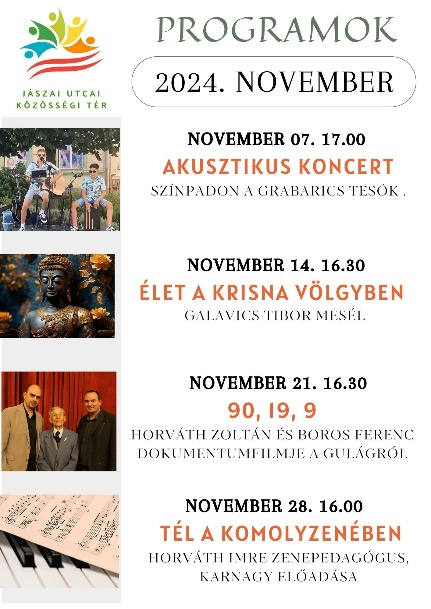 PROGRAMOK
2024. NOVEMBER
JÁSZAI UTCAI
KÖZÖSSÉGI TÉR
NOVEMBER 07. 17.00
AKUSZTIKUS KONCERT
SZÍNPADON A GRABARICS TESÓK .
NOVEMBER 14. 16.30
ÉLET A KRISNA VÖLGYBEN
GALAVICS TIBOR MESÉL
NOVEMBER 21. 16.30
90, 19, 9
HORVÁTH ZOLTÁN ÉS BOROS FERENC
DOKUMENTUMFILMJE A GULÁGRÓL
NOVEMBER 28. 16.00
TÉL A KOMOLYZENÉBEN
HORVÁTH IMRE ZENEPEDAGÓGUS,
KARNAGY ELŐADÁSA